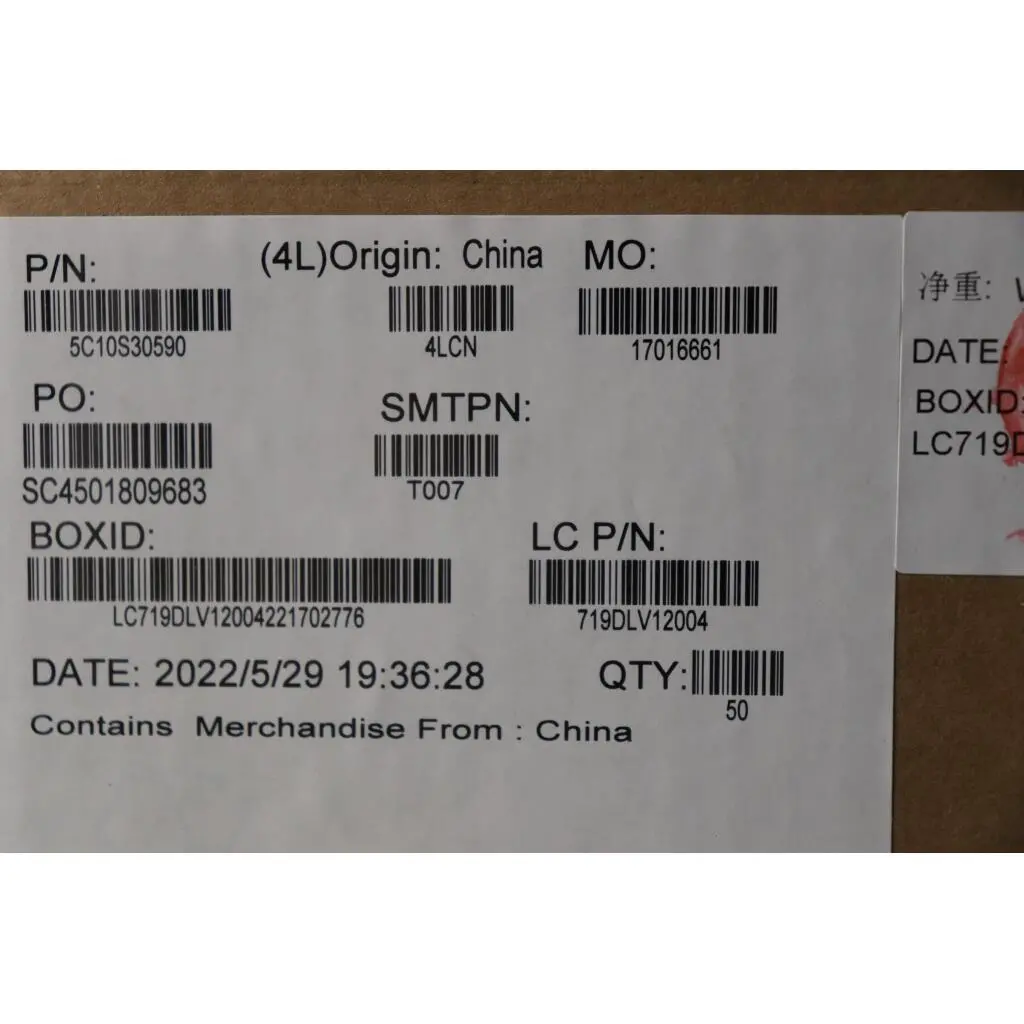 P/N:
(4L)Origin: China
MO:
5C10S30590
4LCN
17016661
PO:
SMTPN:
SC4501809683
T007
BOXID:
LC P/N:
LC719DLV12004221702776
719DLV12004
DATE: 2022/5/29 19:36:28
QTY:
50
Contains Merchandise From : China
净重:
DATE:
BOXID:
LC719D